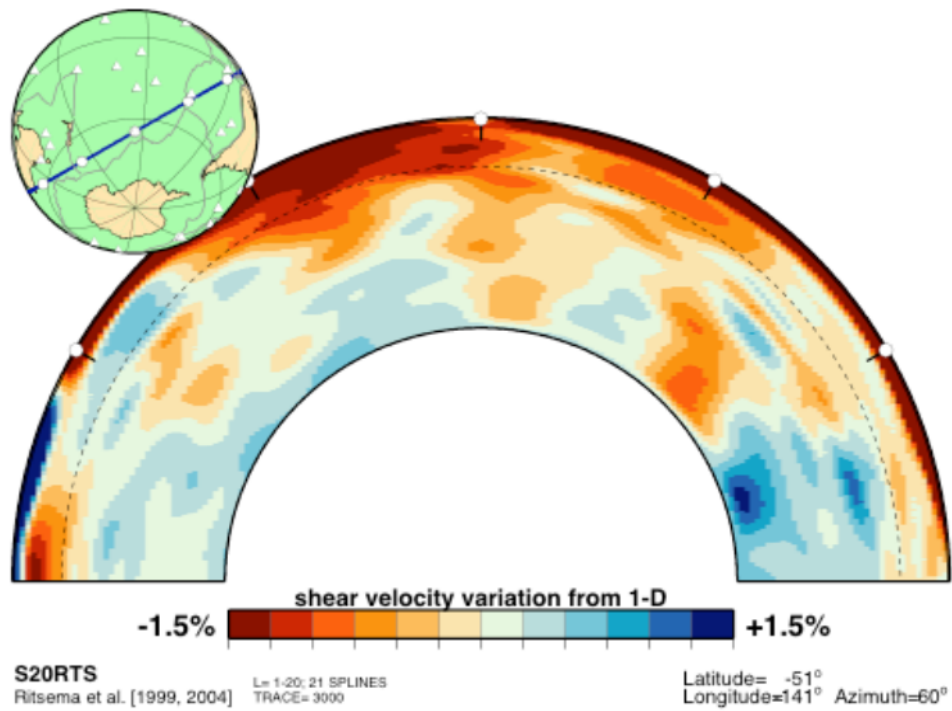 shear velocity variation from 1-D
-1.5% +1.5%
S20RTS
Ritsema et al. [1999, 2004]
L= 1-20; 21 SPLINES
TRACE= 3000
Latitude= -51°
Longitude=141° Azimuth=60°